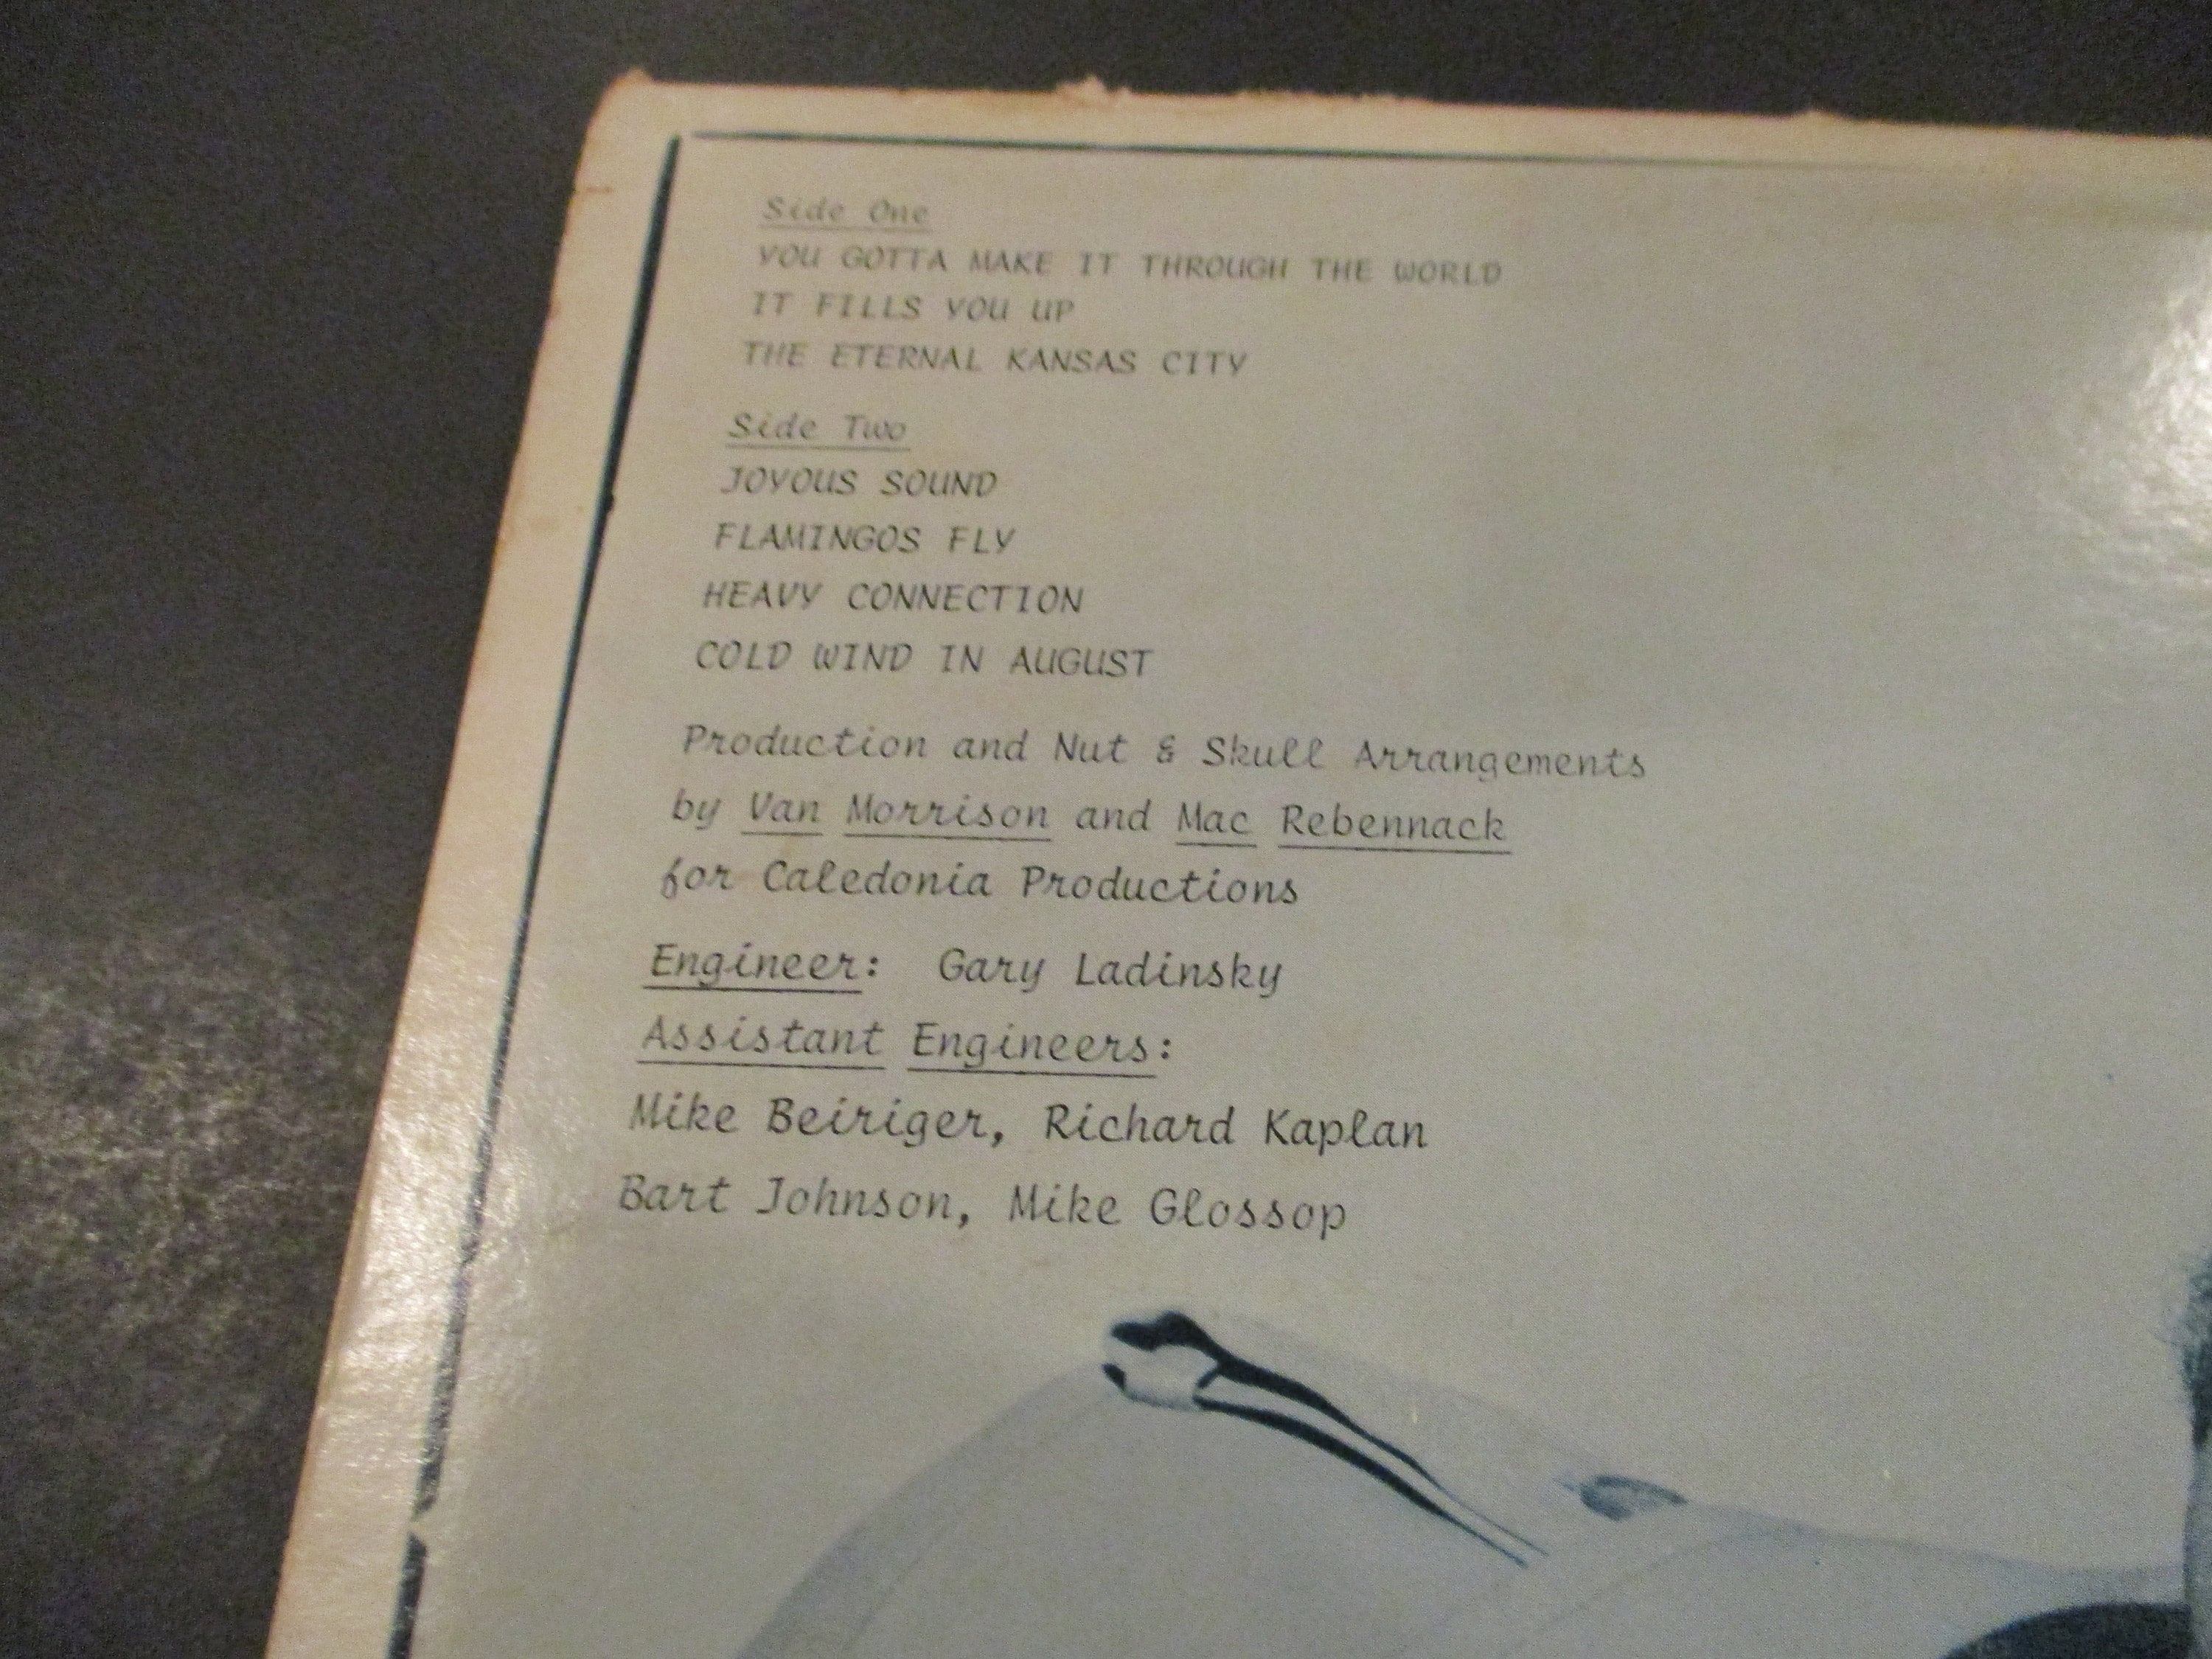 Side One
YOU GOTTA MAKE IT THROUGH THE WORLD
IT FILLS YOU UP
THE ETERNAL KANSAS CITY
Side Two
JOYOUS SOUND
FLAMINGOS FLY
HEAVY CONNECTION
COLD WIND IN AUGUST
Production and Nut & Skull Arrangements
by Van Morrison and Mac Rebennack
for Caledonia Productions
Engineer: Gary Ladinsky
Assistant Engineers:
Mike Beiriger, Richard Kaplan
Bart Johnson, Mike Glossop